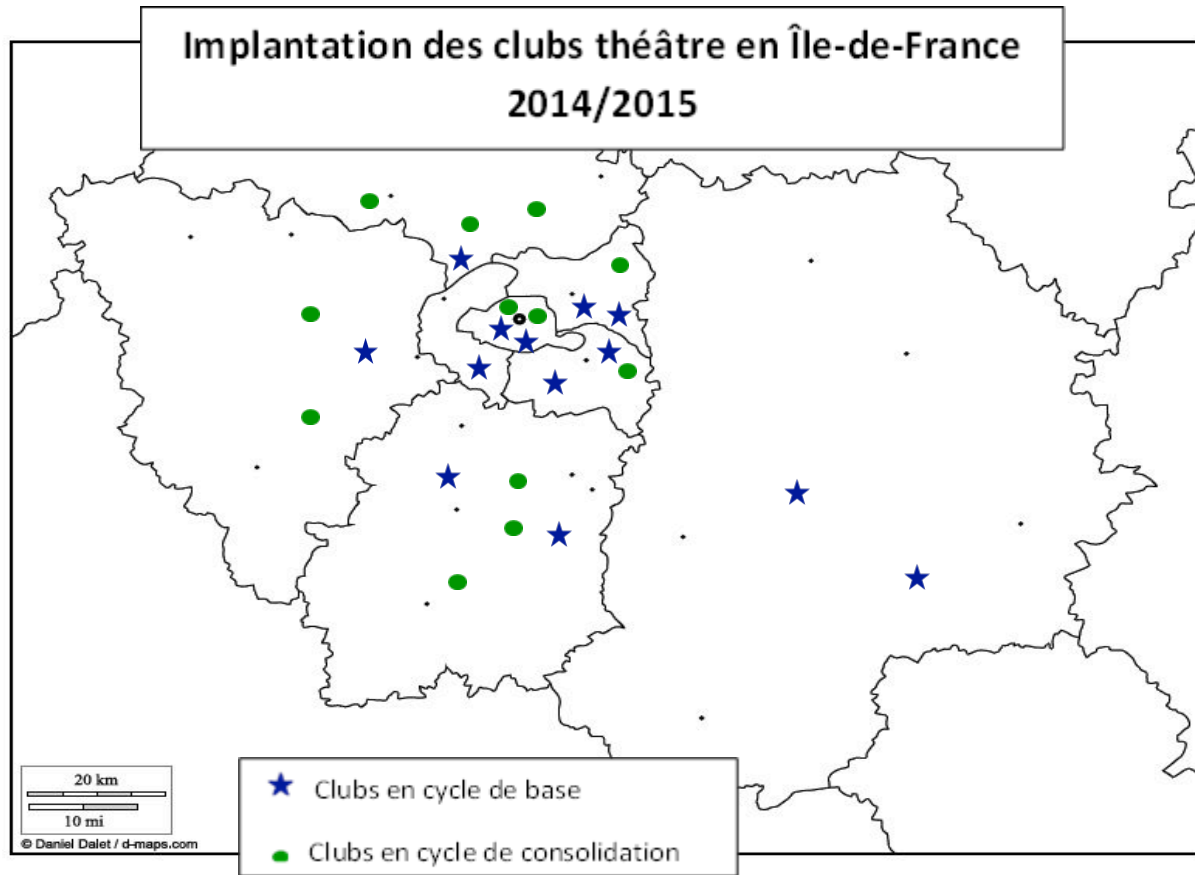 Implantation des clubs théâtre en Île-de-France
2014/2015
20 km
10 mi
© Daniel Dalet / d-maps.com
Clubs en cycle de base
Clubs en cycle de consolidation